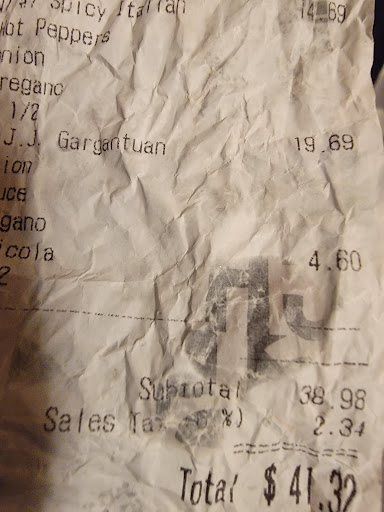 Spicy Italian 14.69
Hot Peppers
nion
regano
1/2
J.J. Gargantuan 19.69
ion
uce
gano
icola 4.60
2
Subtotal 38.98
Sales Tax %) 2.34
Total $ 41.32